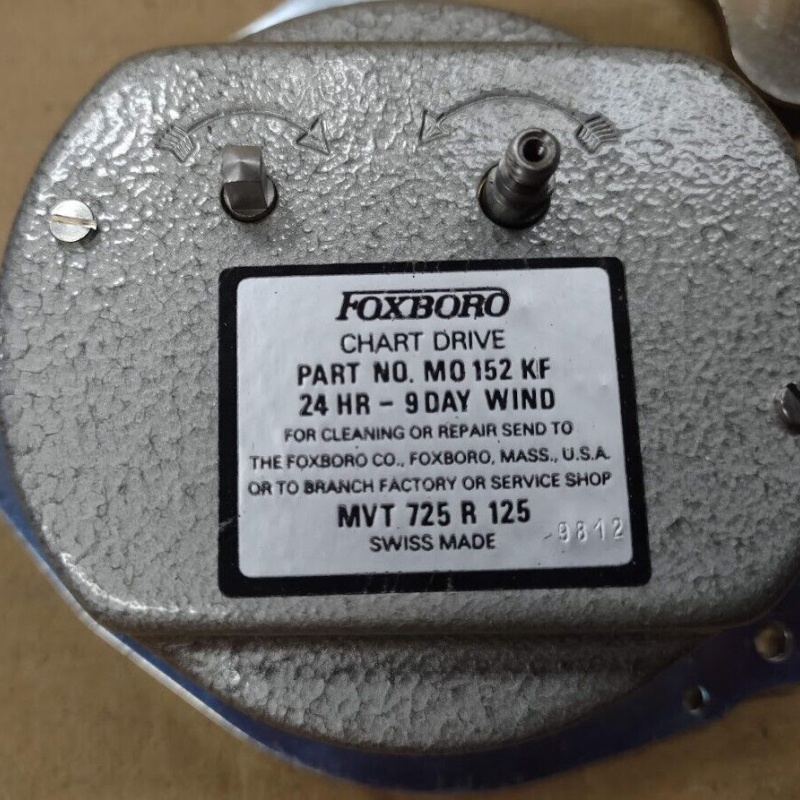 FOXBORO
CHART DRIVE
PART NO. MO 152 KF
24 HR - 9 DAY WIND
FOR CLEANING OR REPAIR SEND TO
THE FOXBORO CO., FOXBORO, MASS., U.S.A.
OR TO BRANCH FACTORY OR SERVICE SHOP
MVT 725 R 125
SWISS MADE
9812